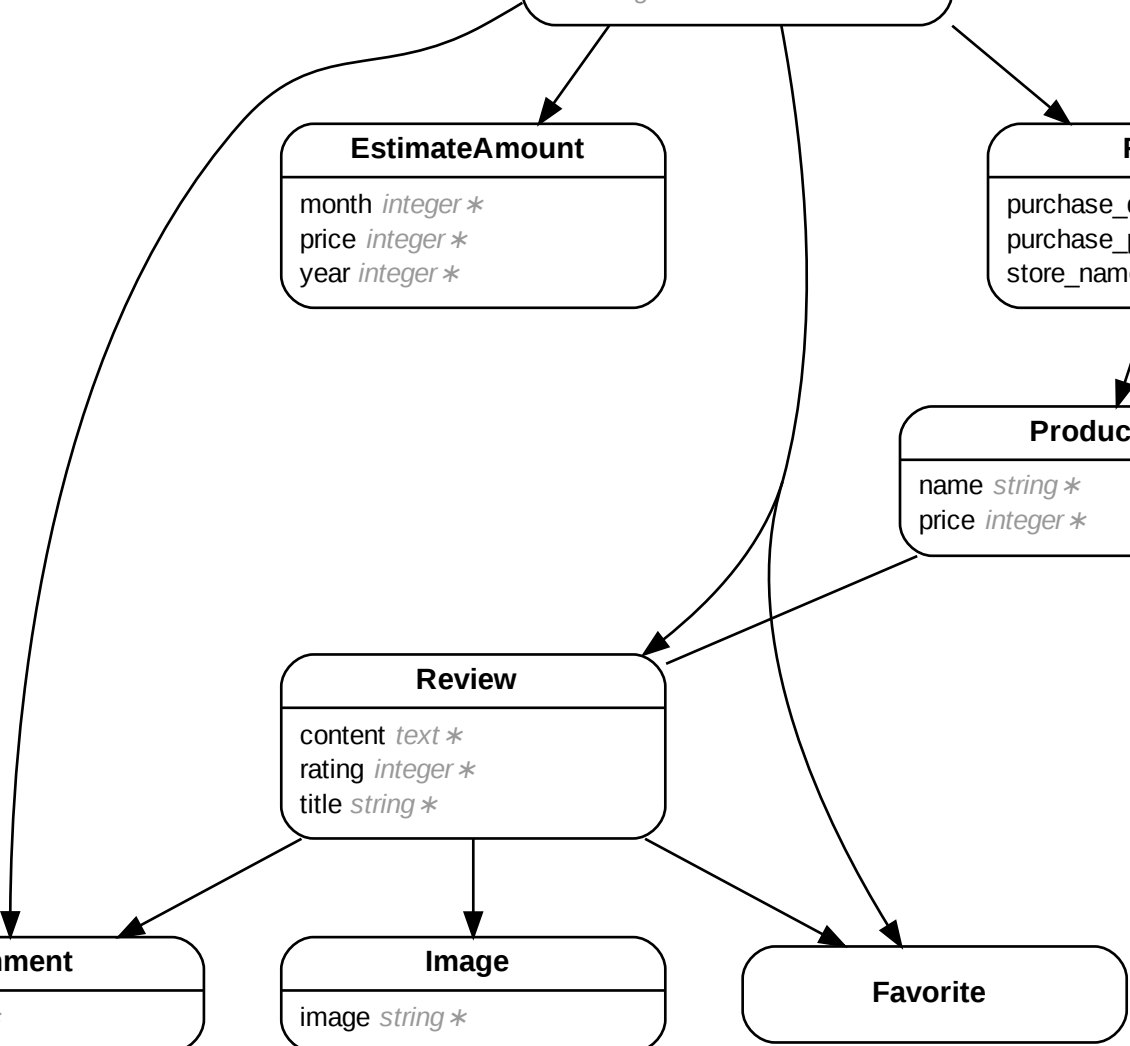 EstimateAmount
month integer ∗
price integer ∗
year integer ∗
purchase_
purchase_
store_nam
Produc
name string ∗
price integer ∗
Review
content text ∗
rating integer ∗
title string ∗
ment
Image
image string ∗
Favorite